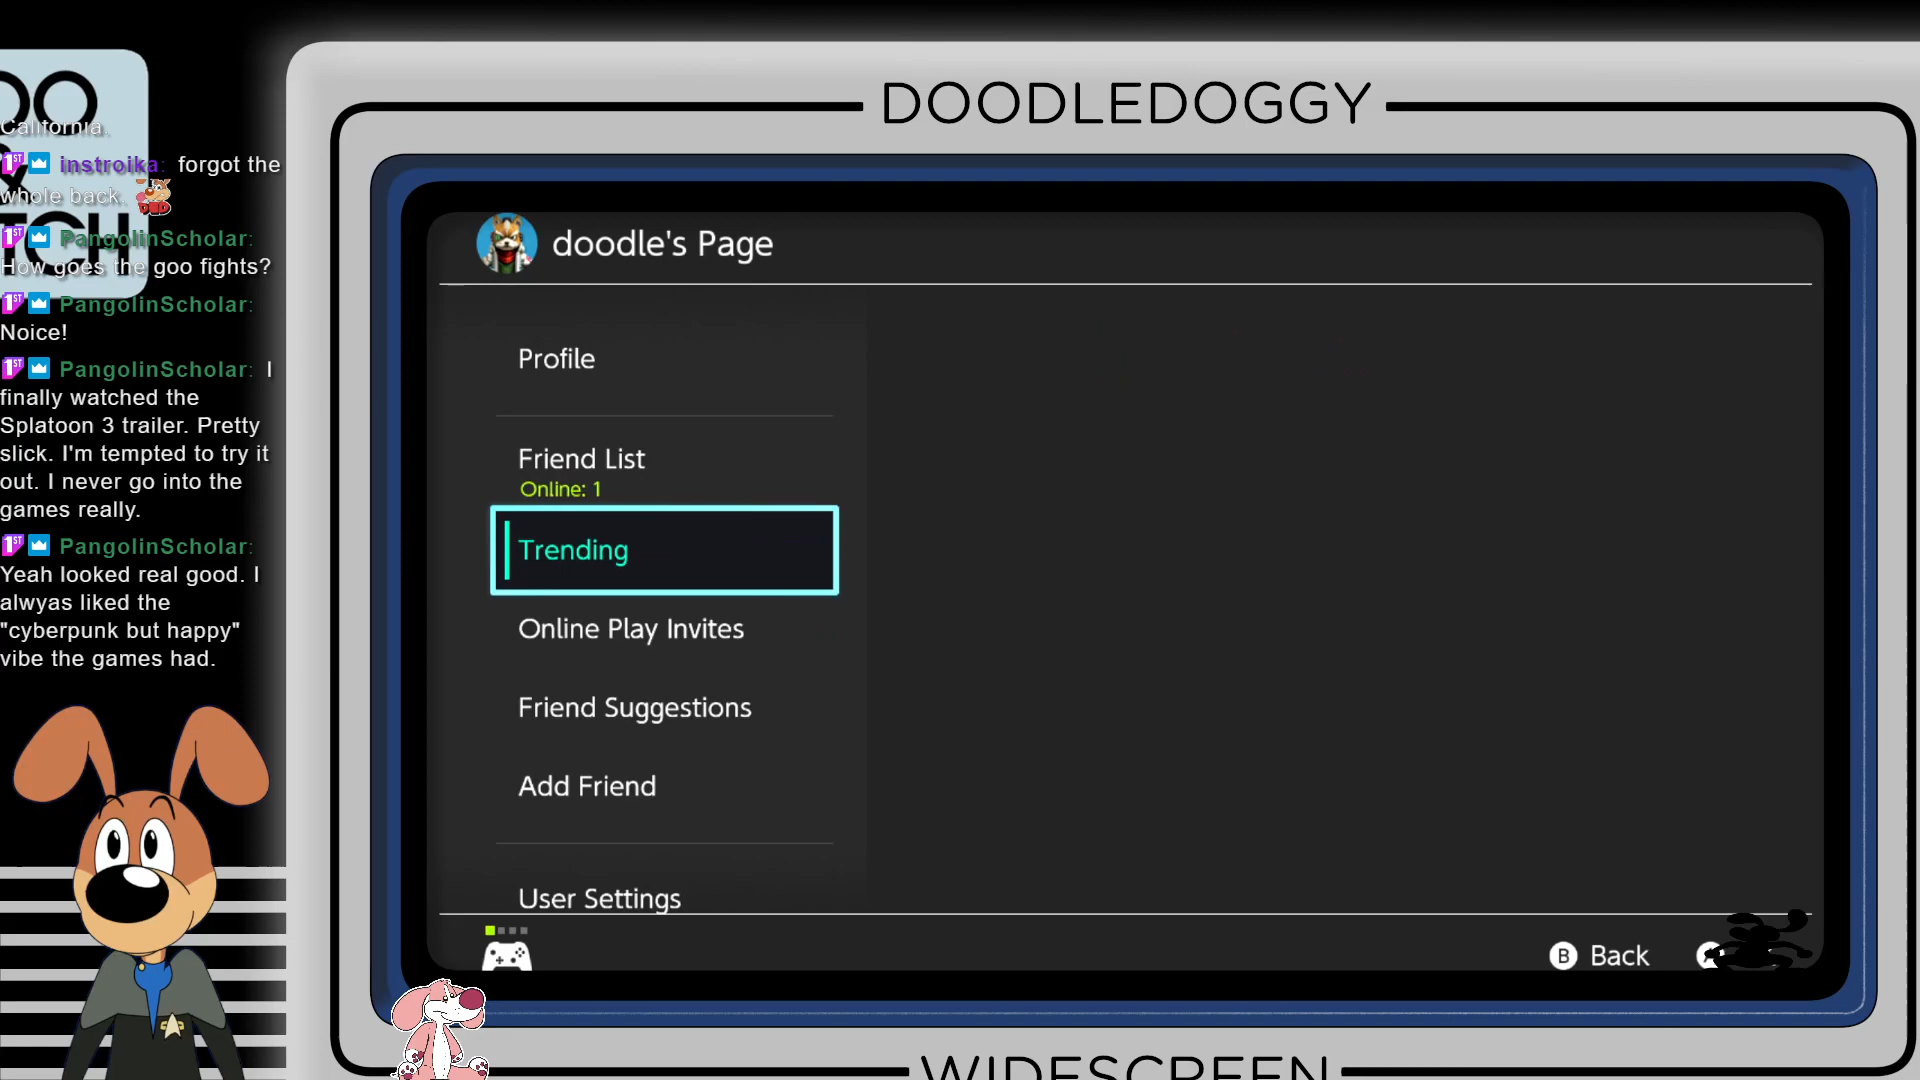 DOODLEDOGGY
OO
California.
instroika: forgot the
whole back.
PangolinScholar:
How goes the goo fights?
PangolinScholar:
Noice!
PangolinScholar: I
finally watched the
Splatoon 3 trailer. Pretty
slick. I'm tempted to try it
out. I never go into the
games really.
PangolinScholar:
Yeah looked real good. I
alwyas liked the
"cyberpunk but happy"
vibe the games had.
&
TCH
doodle's Page
Profile
Friend List
Online: 1
Trending
Online Play Invites
Friend Suggestions
Add Friend
User Settings
B Back
WIDESCREEN